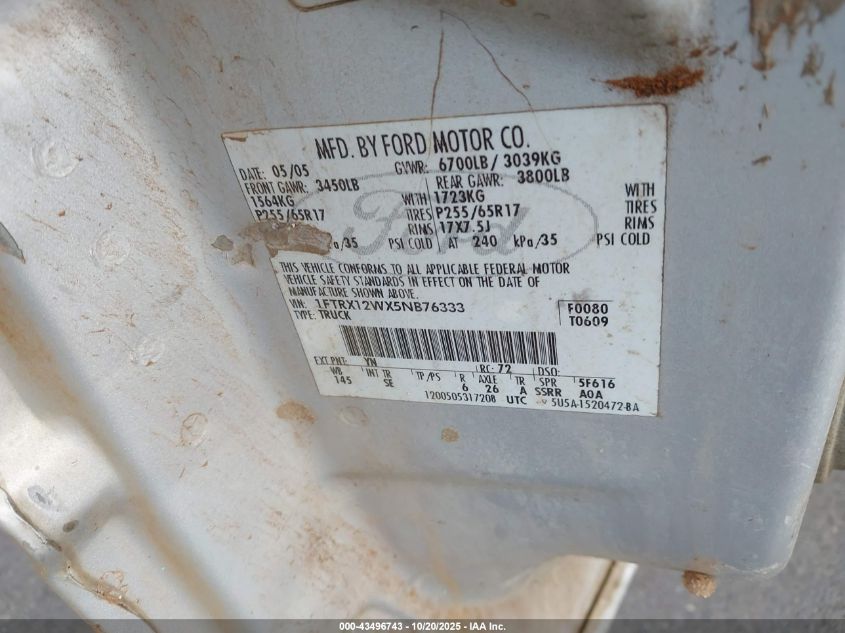 MFD. BY FORD MOTOR CO.
DATE: 05/05 GVWR: 6700LB/ 3039KG
FRONT GAWR: 3450LB REAR GAWR: 3800LB
1564KG WITH 1723KG WITH
P255/65R17 TIRES P255/65R17 TIRES
RIMS 17X7.5J RIMS
/35 PSI COLD AT 240 kPa/35 PSI COLD
Ford
THIS VEHICLE CONFORMS TO ALL APPLICABLE FEDERAL MOTOR
VEHICLE SAFETY STANDARDS IN EFFECT ON THE DATE OF
MANUFACTURE SHOWN ABOVE.
VIN: 1FTRX12WX5NB76333 F0080
TYPE: TRUCK T0609
EXT PNT: YN RC: 72 DSO:
WB INT TR TP/PS R AXLE TR SPR 5F616
145 SE 6 26 A SSRR AOA
1200505317208 UTC 5U5A-1520472-BA
000-43496743 - 10/20/2025 - IAA Inc.